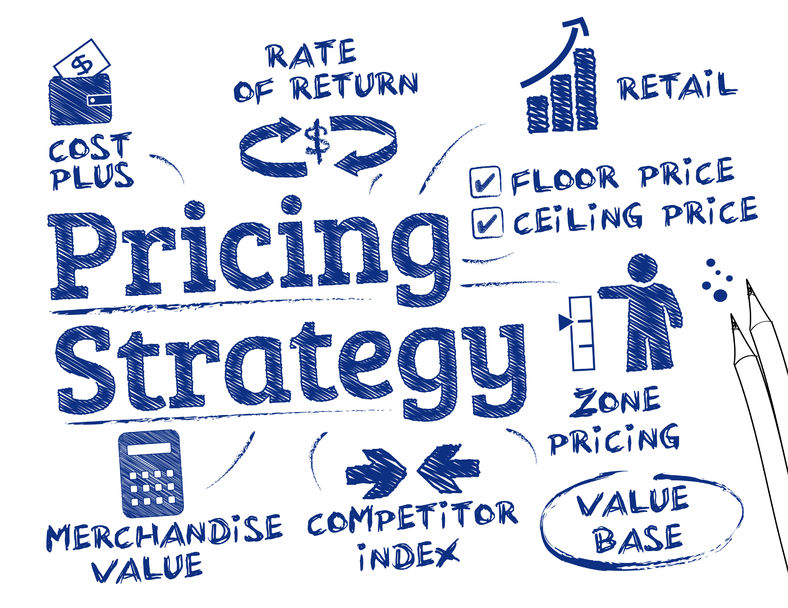 $
COST
PLUS
RATE
OF RETURN
$
RETAiL
FLOOR PRiCE
CEiLiNG PRiCE
Pricing
Strategy
ZONE
PRiCiNG
MERCHANDiSE
VALUE
COMPETiTOR
iNDEX
VALUE
BASE